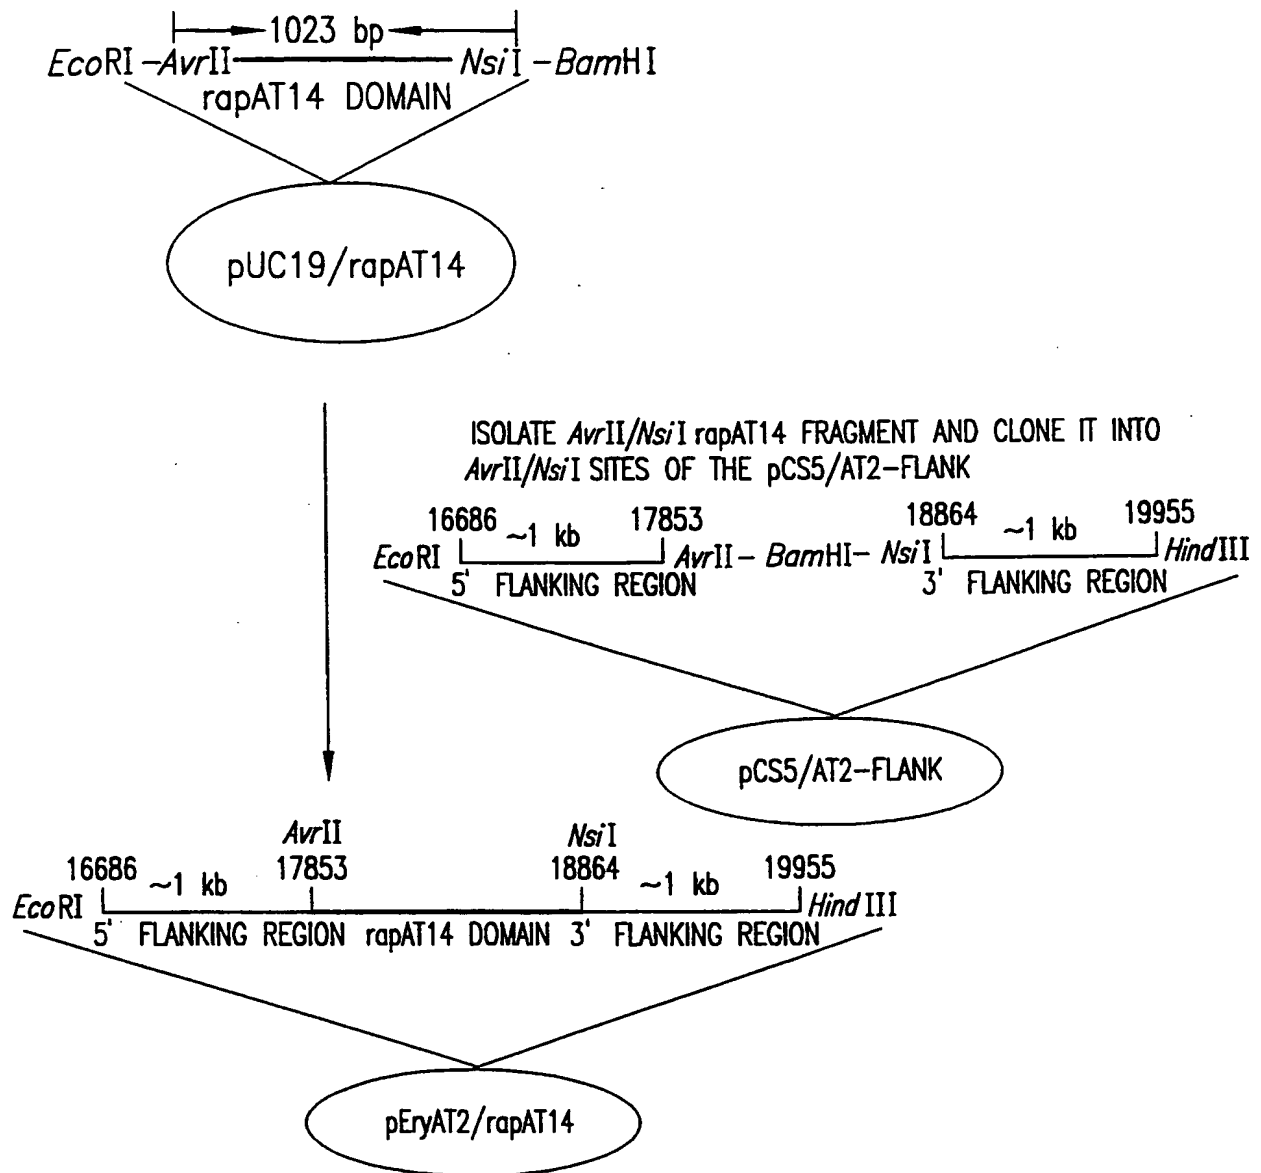 1023 bp
EcoRI-AvrII NsiI-BamHI
rapAT14 DOMAIN
pUC19/rapAT14
ISOLATE AvrII/NsiI rapAT14 FRAGMENT AND CLONE IT INTO
AvrII/NsiI SITES OF THE pCS5/AT2-FLANK
16686 ~1 kb 17853 18864 ~1 kb 19955
EcoRI AvrII- BamHI- NsiI HindIII
5' FLANKING REGION 3' FLANKING REGION
pCS5/AT2-FLANK
AvrII NsiI
16686 ~1 kb 17853 18864 ~1 kb 19955
EcoRI HindIII
5' FLANKING REGION rapAT14 DOMAIN 3' FLANKING REGION
pEryAT2/rapAT14